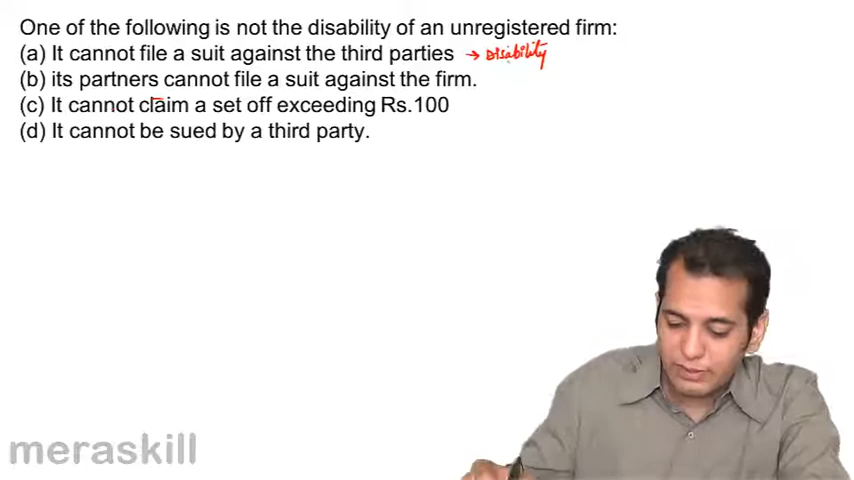 One of the following is not the disability of an unregistered firm:
(a) It cannot file a suit against the third parties → Disability
(b) its partners cannot file a suit against the firm.
(c) It cannot claim a set off exceeding Rs.100
(d) It cannot be sued by a third party.
meraskill